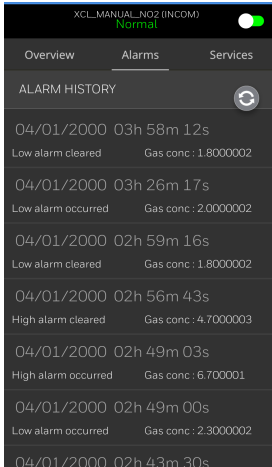 XCL_MANUAL_NO2 (INCOM)
Normal
Overview Alarms Services
ALARM HISTORY
04/01/2000 03h 58m 12s
Low alarm cleared Gas conc : 1.8000002
04/01/2000 03h 26m 17s
Low alarm occurred Gas conc : 2.0000002
04/01/2000 02h 59m 16s
Low alarm cleared Gas conc : 1.8000002
04/01/2000 02h 56m 43s
High alarm cleared Gas conc : 4.7000003
04/01/2000 02h 49m 03s
High alarm occurred Gas conc : 6.700001
04/01/2000 02h 49m 00s
Low alarm occurred Gas conc : 2.3000002
04/01/2000 02h 43m 30s